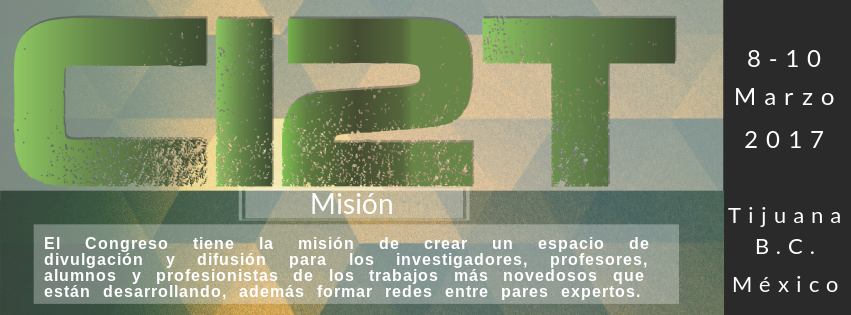 CI2T
Misión
El Congreso tiene la misión de crear un espacio de
divulgación y difusión para los investigadores, profesores,
alumnos y profesionistas de los trabajos más novedosos que
están desarrollando, además formar redes entre pares expertos.
8-10
Marzo
2017
Tijuana
B.C.
México